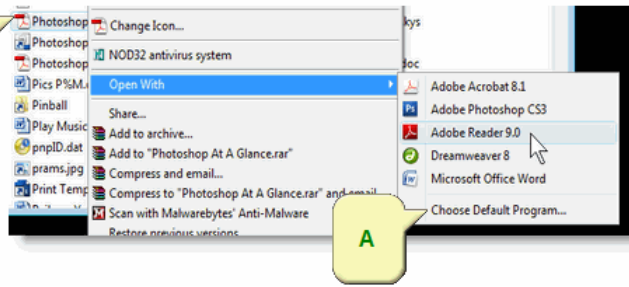 Photoshop
Photoshop
Photoshop
Pics P%M.
Pinball
Play Music
pnpID.dat
prams.jpg
Print Temp
Change Icon...
NOD32 antivirus system
Open With
Share...
Add to archive...
Add to "Photoshop At A Glance.rar"
Compress and email...
Compress to "Photoshop At A Glance.rar" and email
Scan with Malwarebytes' Anti-Malware
Restore previous versions
kys
doc
Adobe Acrobat 8.1
Ps Adobe Photoshop CS3
Adobe Reader 9.0
Dreamweaver 8
Microsoft Office Word
Choose Default Program...
A